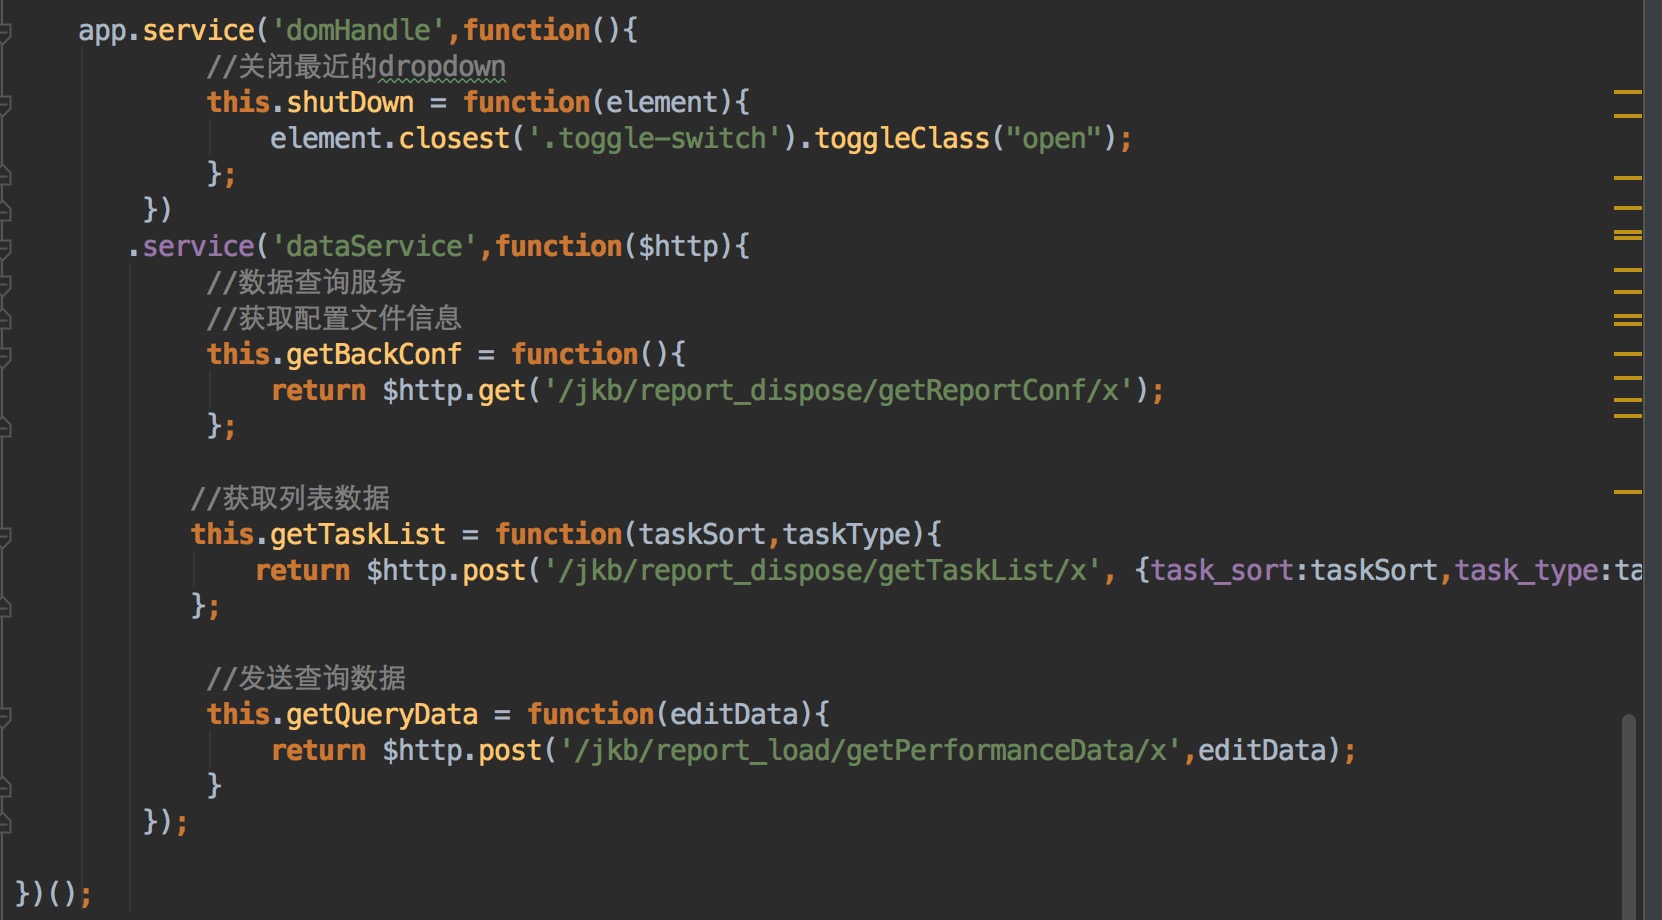 app.service('domHandle',function(){
//关闭最近的dropdown
this.shutDown = function(element){
element.closest('.toggle-switch').toggleClass("open");
};
})
.service('dataService',function($http){
//数据查询服务
//获取配置文件信息
this.getBackConf = function(){
return $http.get('/jkb/report_dispose/getReportConf/x');
};
//获取列表数据
this.getTaskList = function(taskSort,taskType){
return $http.post('/jkb/report_dispose/getTaskList/x', {task_sort:taskSort,task_type:ta
};
//发送查询数据
this.getQueryData = function(editData){
return $http.post('/jkb/report_load/getPerformanceData/x',editData);
}
});
})();